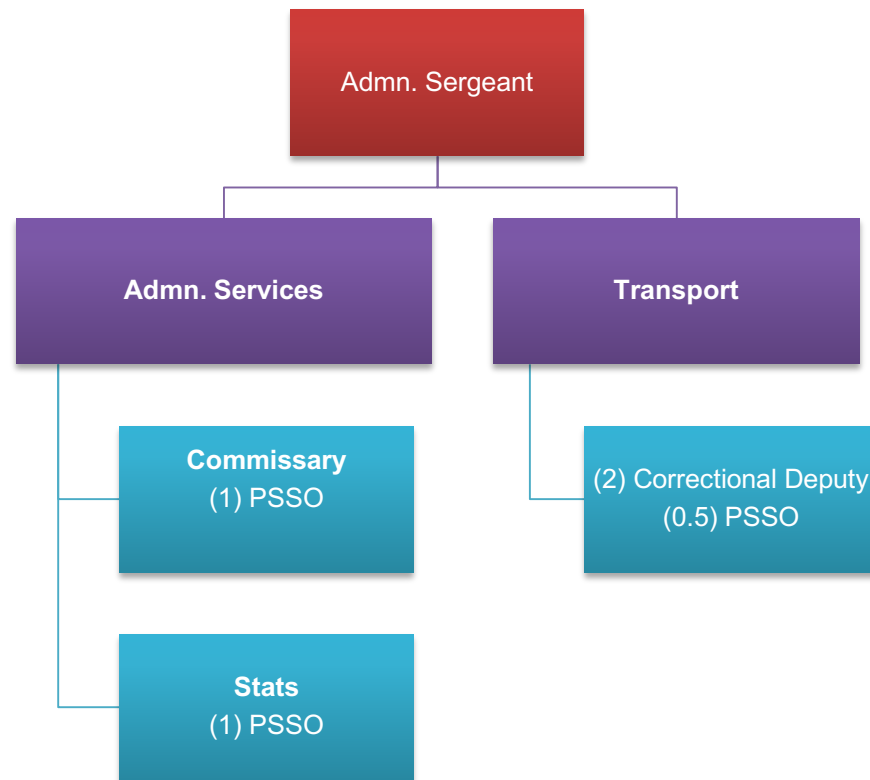 Admn. Sergeant
Admn. Services
Transport
Commissary
(1) PSSO
(2) Correctional Deputy
(0.5) PSSO
Stats
(1) PSSO